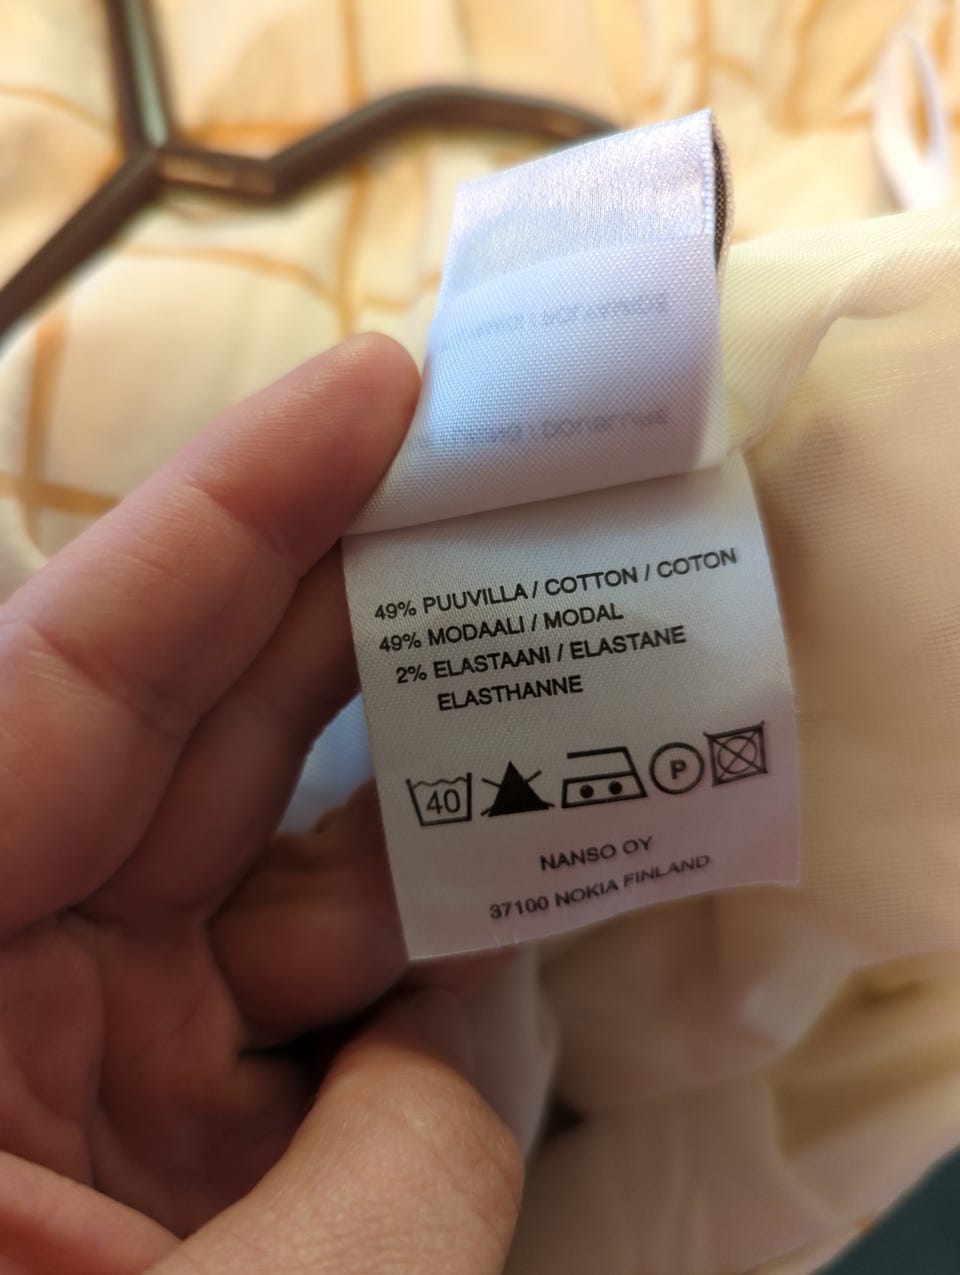 49% PUUVILLA / COTTON / COTON
49% MODAALI / MODAL
2% ELASTAANI / ELASTANE
ELASTHANNE
40 P
NANSO OY
37100 NOKIA FINLAND